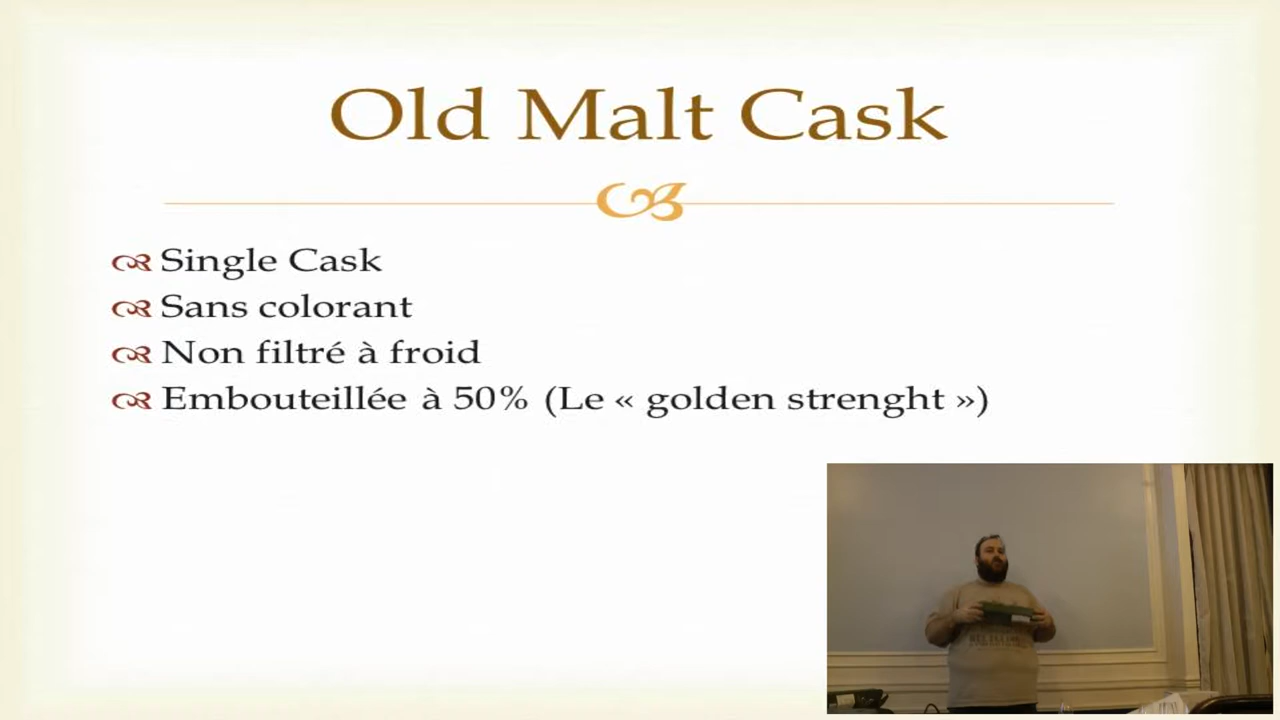 Old Malt Cask
Single Cask
Sans colorant
Non filtré à froid
Embouteillée à 50% (Le « golden strenght »)